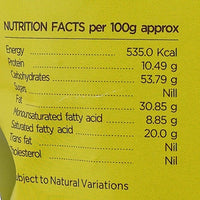 NUTRITION FACTS per 100g approx
Energy 535.0 Kcal
Protein 10.49 g
Carbohydrates 53.79 g
Sugars Nill
Fat 30.85 g
Monounsaturated fatty acid 8.85 g
Saturated fatty acid 20.0 g
Trans fat Nil
Cholesterol Nil
Subject to Natural Variations